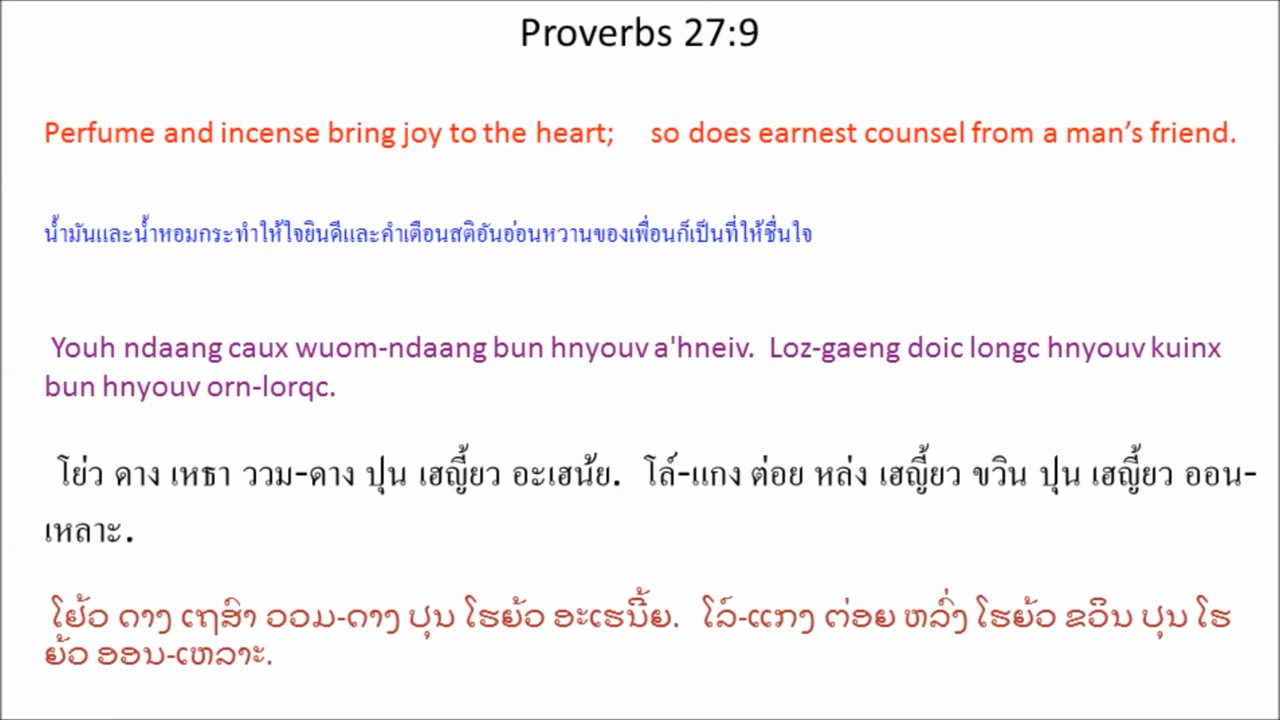 Proverbs 27:9
Perfume and incense bring joy to the heart;     so does earnest counsel from a man’s friend.
น้ำมันและน้ำหอมกระทำให้ใจยินดีและคำเตือนสติอันอ่อนหวานของเพื่อนก็เป็นที่ให้ชื่นใจ
Youh ndaang caux wuom-ndaang bun hnyouv a'hneiv.  Loz-gaeng doic longc hnyouv kuinx
bun hnyouv orn-lorqc.
โย่ว ดาง เหธา ววม-ดาง ปุน เฮญี้ยว อะเฮน้ย.  โล์-แกง ต่อย หล่ง เฮญี้ยว ขวิน ปุน เฮญี้ยว ออน-
เหลาะ.
ໂຢ້ວ ດາງ ເຖສົາ ວວມ-ດາງ ປຸນ ໂຮຍ້ວ ອະເຮນີ້ຍ.  ໂລ໌-ແກງ ຕ່ອຍ ຫລົ່ງ ໂຮຍ້ວ ຂວິນ ປຸນ ໂຮ
ຍ້ວ ອອນ-ເຫລາະ.